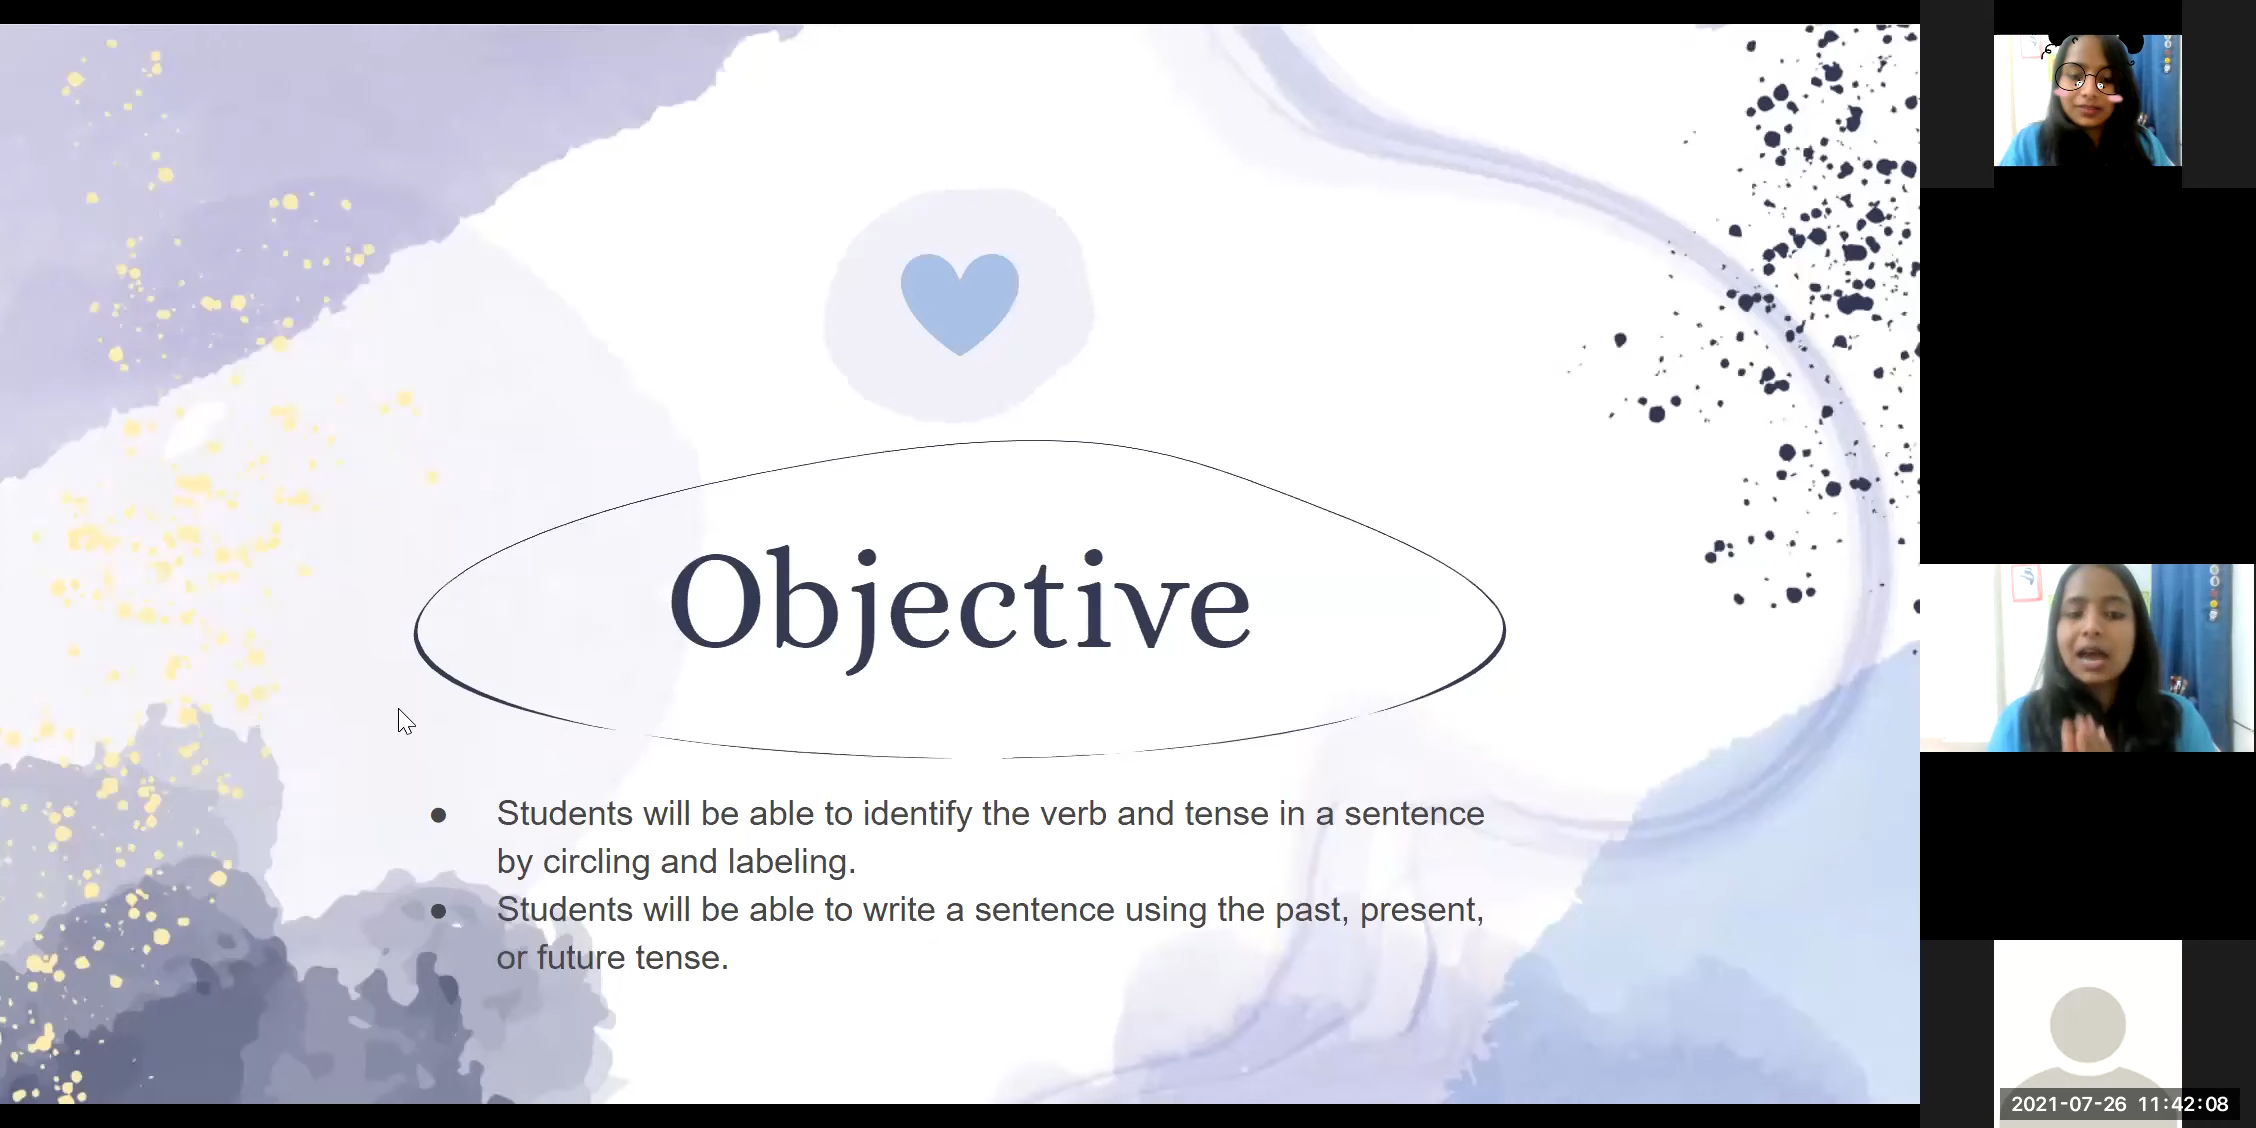 Objective
● Students will be able to identify the verb and tense in a sentence
by circling and labeling.
● Students will be able to write a sentence using the past, present,
or future tense.
2021-07-26 11:42:08